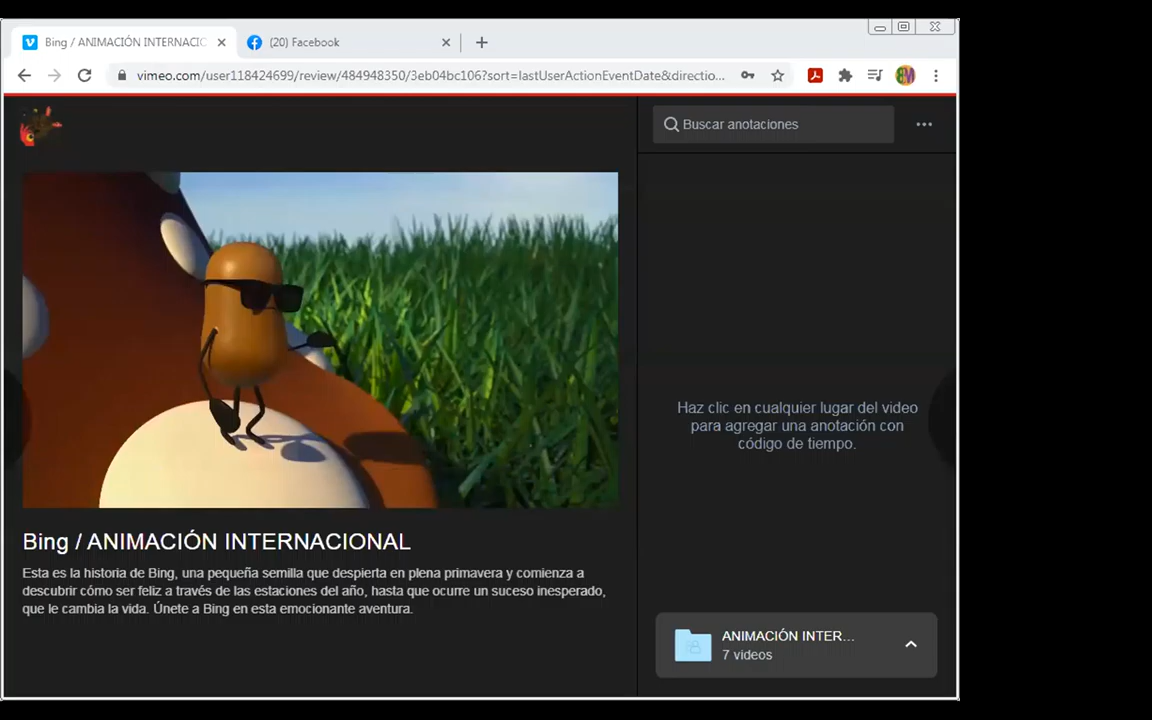 Bing / ANIMACIÓN INTERNACIO
(20) Facebook
vimeo.com/user118424699/review/484948350/3eb04bc106?sort=lastUserActionEventDate&directio...
Buscar anotaciones
Haz clic en cualquier lugar del video
para agregar una anotación con
código de tiempo.
Bing / ANIMACIÓN INTERNACIONAL
Esta es la historia de Bing, una pequeña semilla que despierta en plena primavera y comienza a
descubrir cómo ser feliz a través de las estaciones del año, hasta que ocurre un suceso inesperado,
que le cambia la vida. Únete a Bing en esta emocionante aventura.
ANIMACIÓN INTER...
7 videos